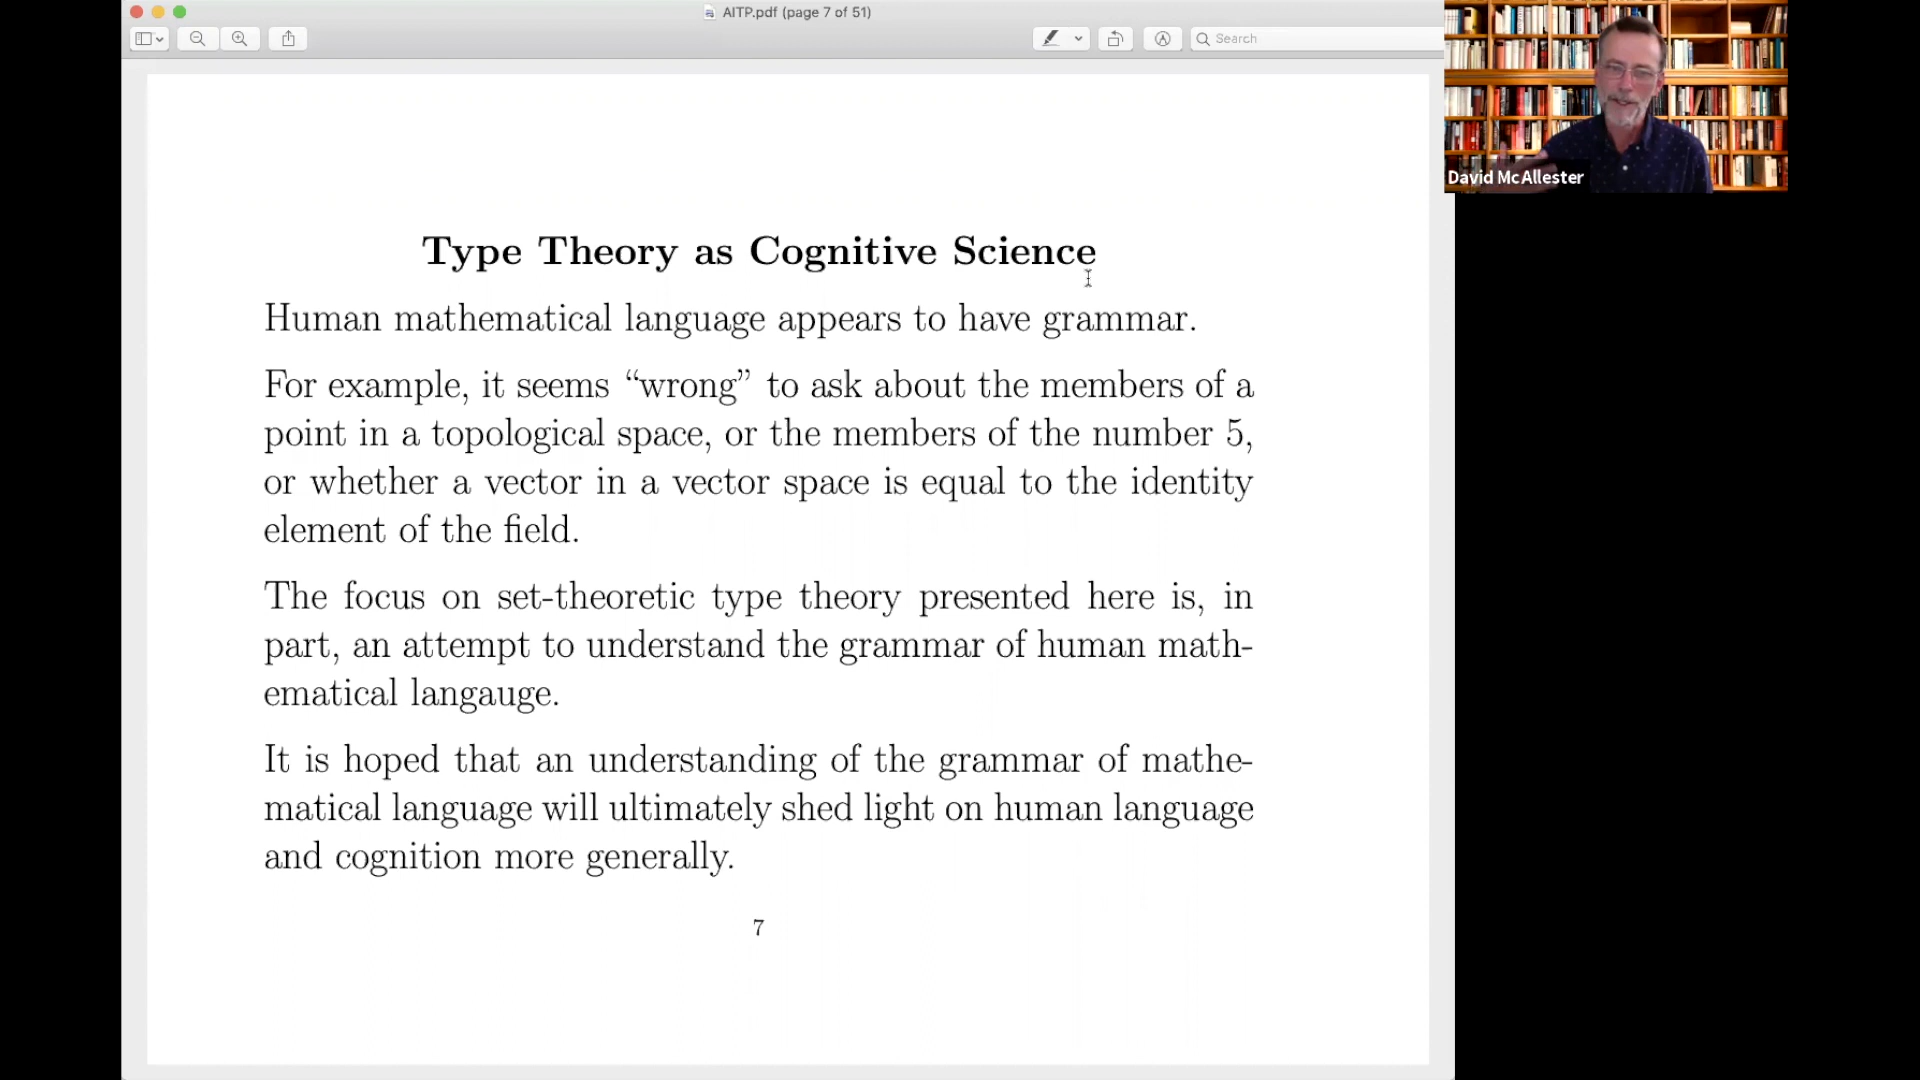 AITP.pdf (page 7 of 51)
Search
David McAllester
Type Theory as Cognitive Science
Human mathematical language appears to have grammar.
For example, it seems “wrong” to ask about the members of a
point in a topological space, or the members of the number 5,
or whether a vector in a vector space is equal to the identity
element of the field.
The focus on set-theoretic type theory presented here is, in
part, an attempt to understand the grammar of human math-
ematical langauge.
It is hoped that an understanding of the grammar of mathe-
matical language will ultimately shed light on human language
and cognition more generally.
7